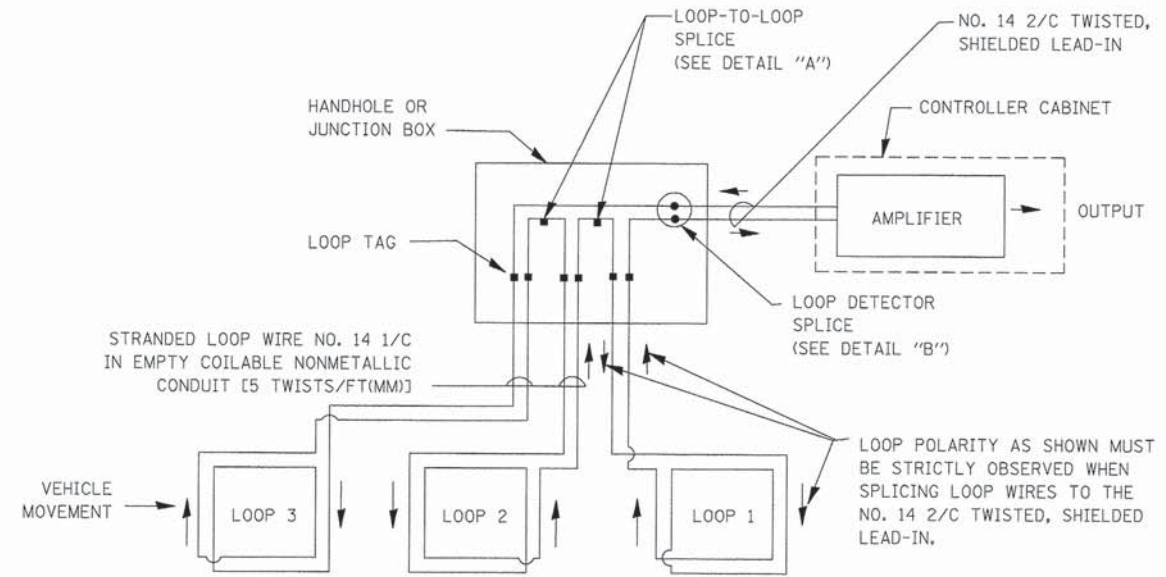 LOOP-TO-LOOP
SPLICE
(SEE DETAIL "A")
NO. 14 2/C TWISTED,
SHIELDED LEAD-IN
HANDHOLE OR
JUNCTION BOX
CONTROLLER CABINET
AMPLIFIER
OUTPUT
LOOP TAG
LOOP DETECTOR
SPLICE
(SEE DETAIL "B")
STRANDED LOOP WIRE NO. 14 1/C
IN EMPTY COILABLE NONMETALLIC
CONDUIT [5 TWISTS/FT(MM)]
LOOP POLARITY AS SHOWN MUST
BE STRICTLY OBSERVED WHEN
SPLICING LOOP WIRES TO THE
NO. 14 2/C TWISTED, SHIELDED
LEAD-IN.
VEHICLE
MOVEMENT
LOOP 3
LOOP 2
LOOP 1